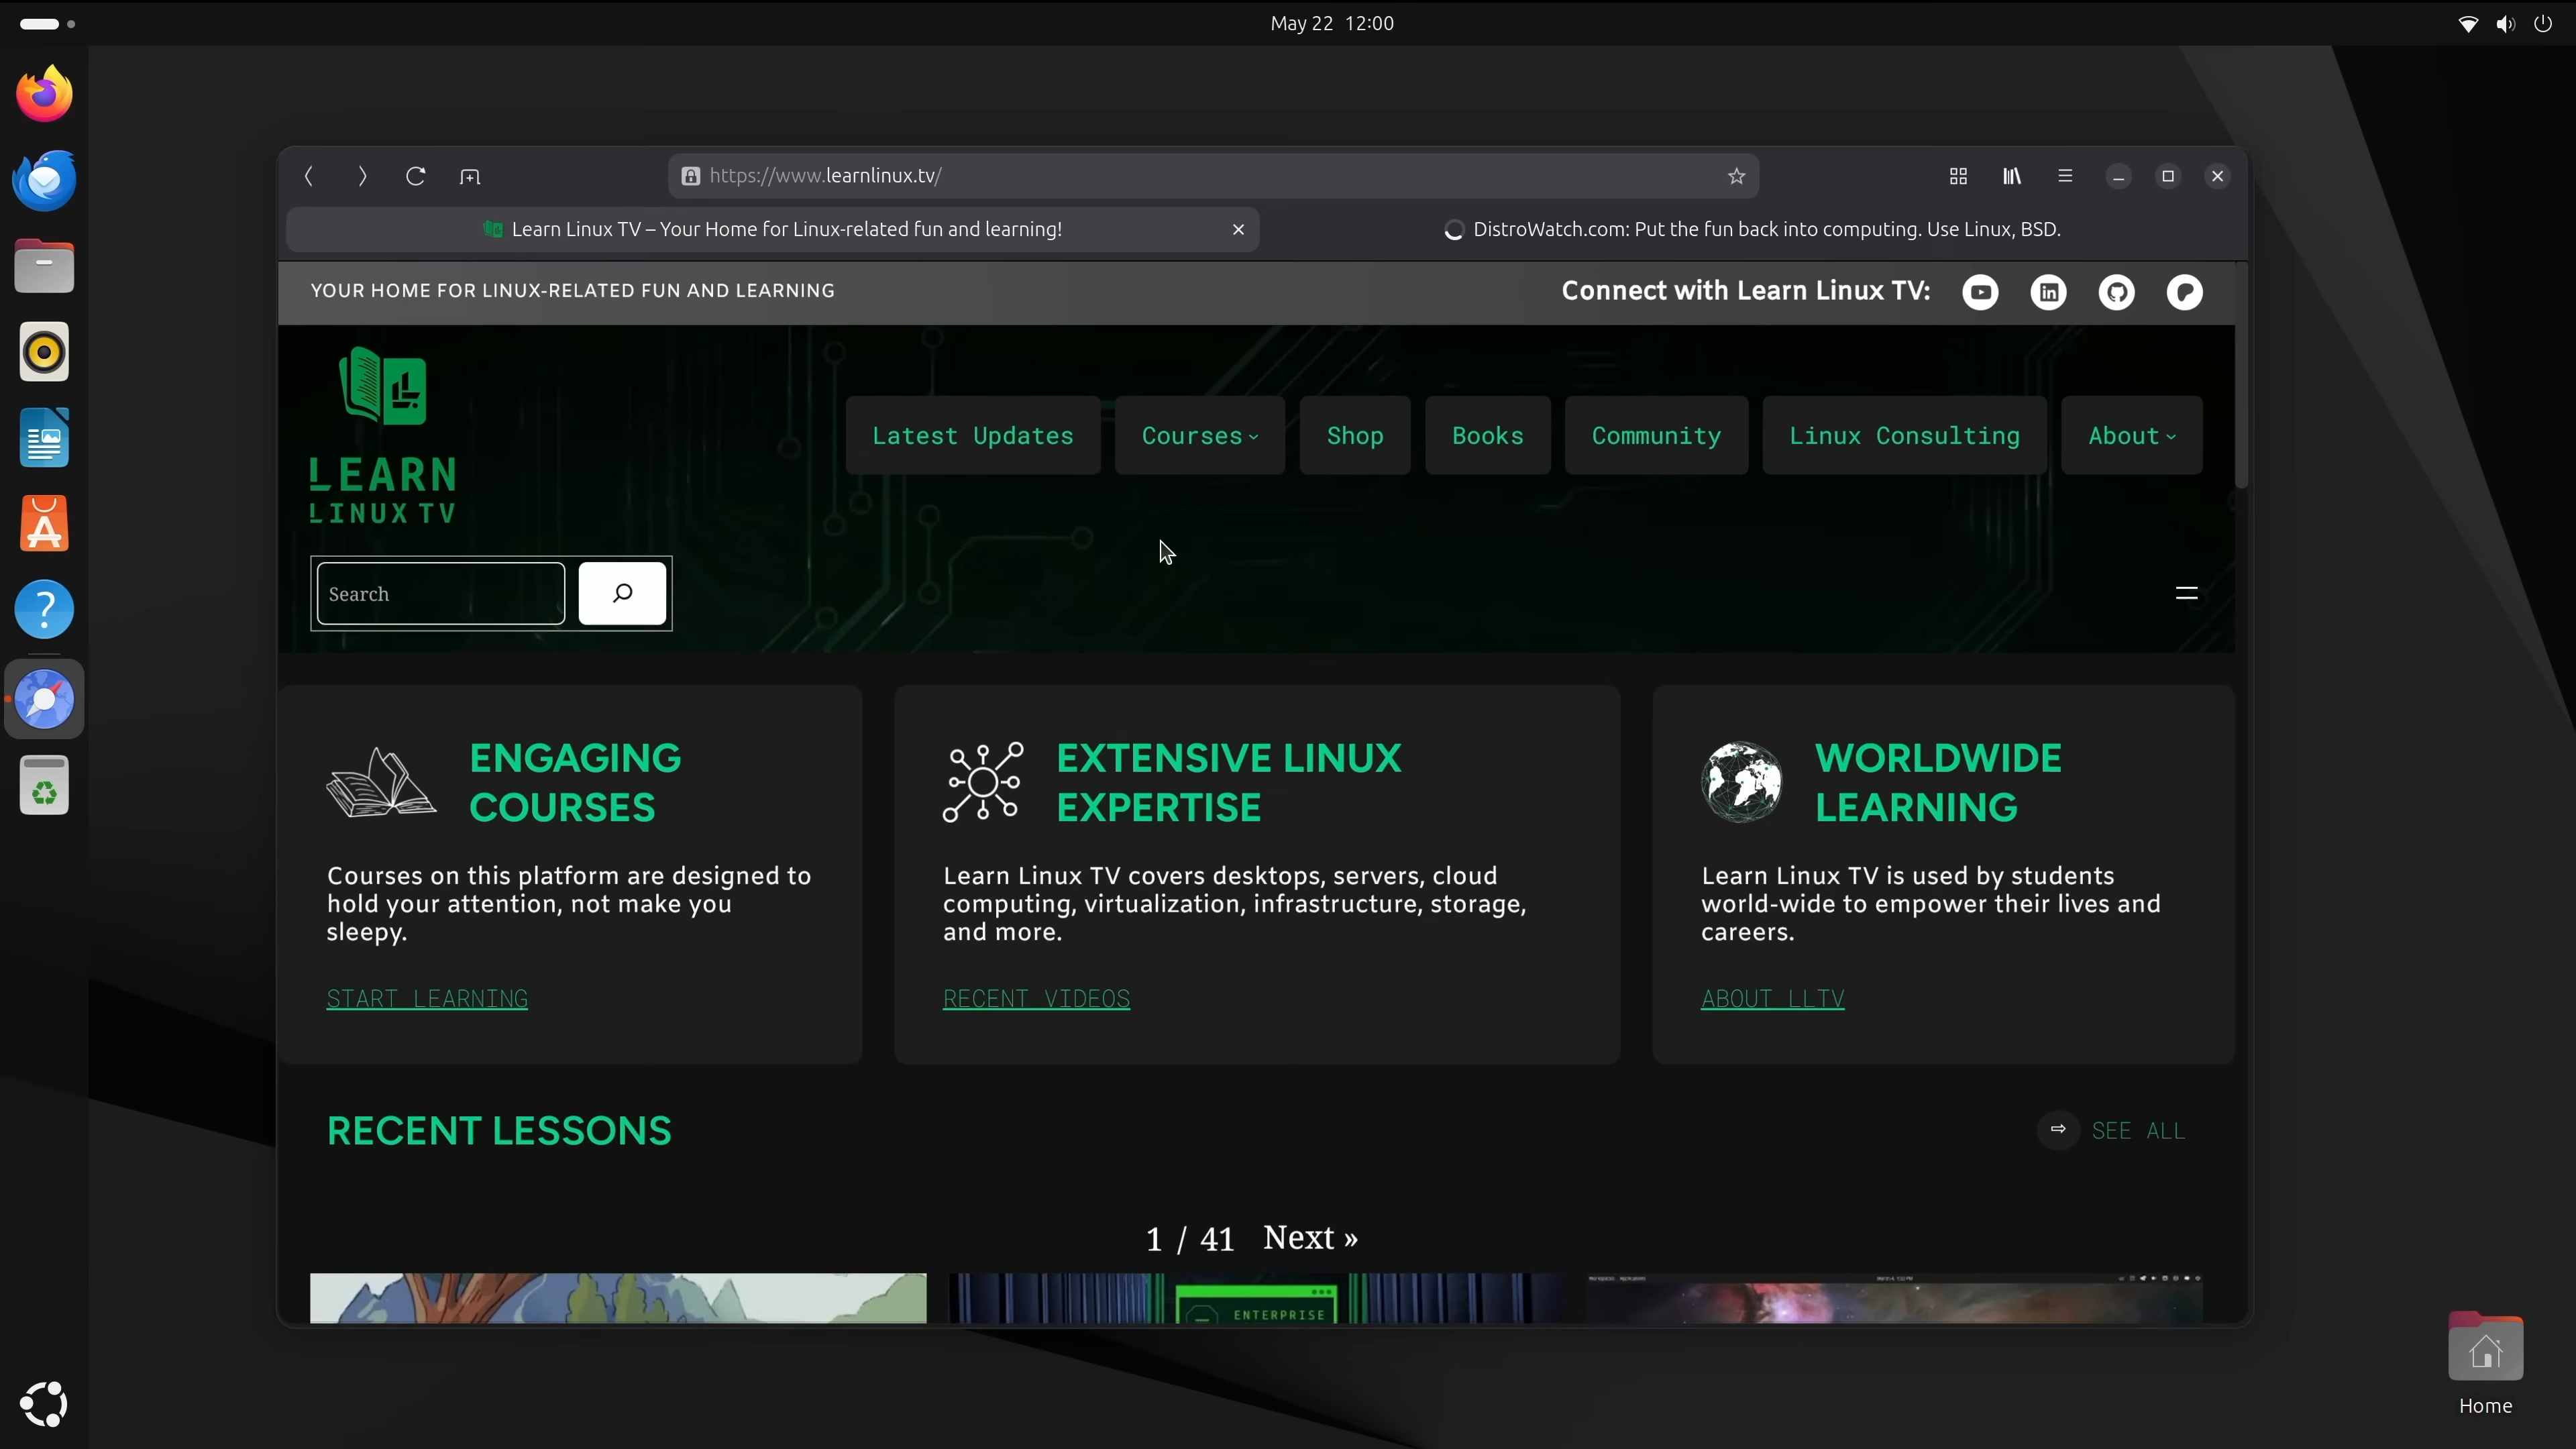 May 22 12:00
https://www.learnlinux.tv/
Learn Linux TV – Your Home for Linux-related fun and learning!
DistroWatch.com: Put the fun back into computing. Use Linux, BSD.
YOUR HOME FOR LINUX-RELATED FUN AND LEARNING
Connect with Learn Linux TV:
LEARN
LINUX TV
Latest Updates
Courses
Shop
Books
Community
Linux Consulting
About
Search
ENGAGING
COURSES
Courses on this platform are designed to
hold your attention, not make you
sleepy.
START LEARNING
EXTENSIVE LINUX
EXPERTISE
Learn Linux TV covers desktops, servers, cloud
computing, virtualization, infrastructure, storage,
and more.
RECENT VIDEOS
WORLDWIDE
LEARNING
Learn Linux TV is used by students
world-wide to empower their lives and
careers.
ABOUT LLTV
RECENT LESSONS
⇨ SEE ALL
1 / 41 Next »
ENTERPRISE
Home